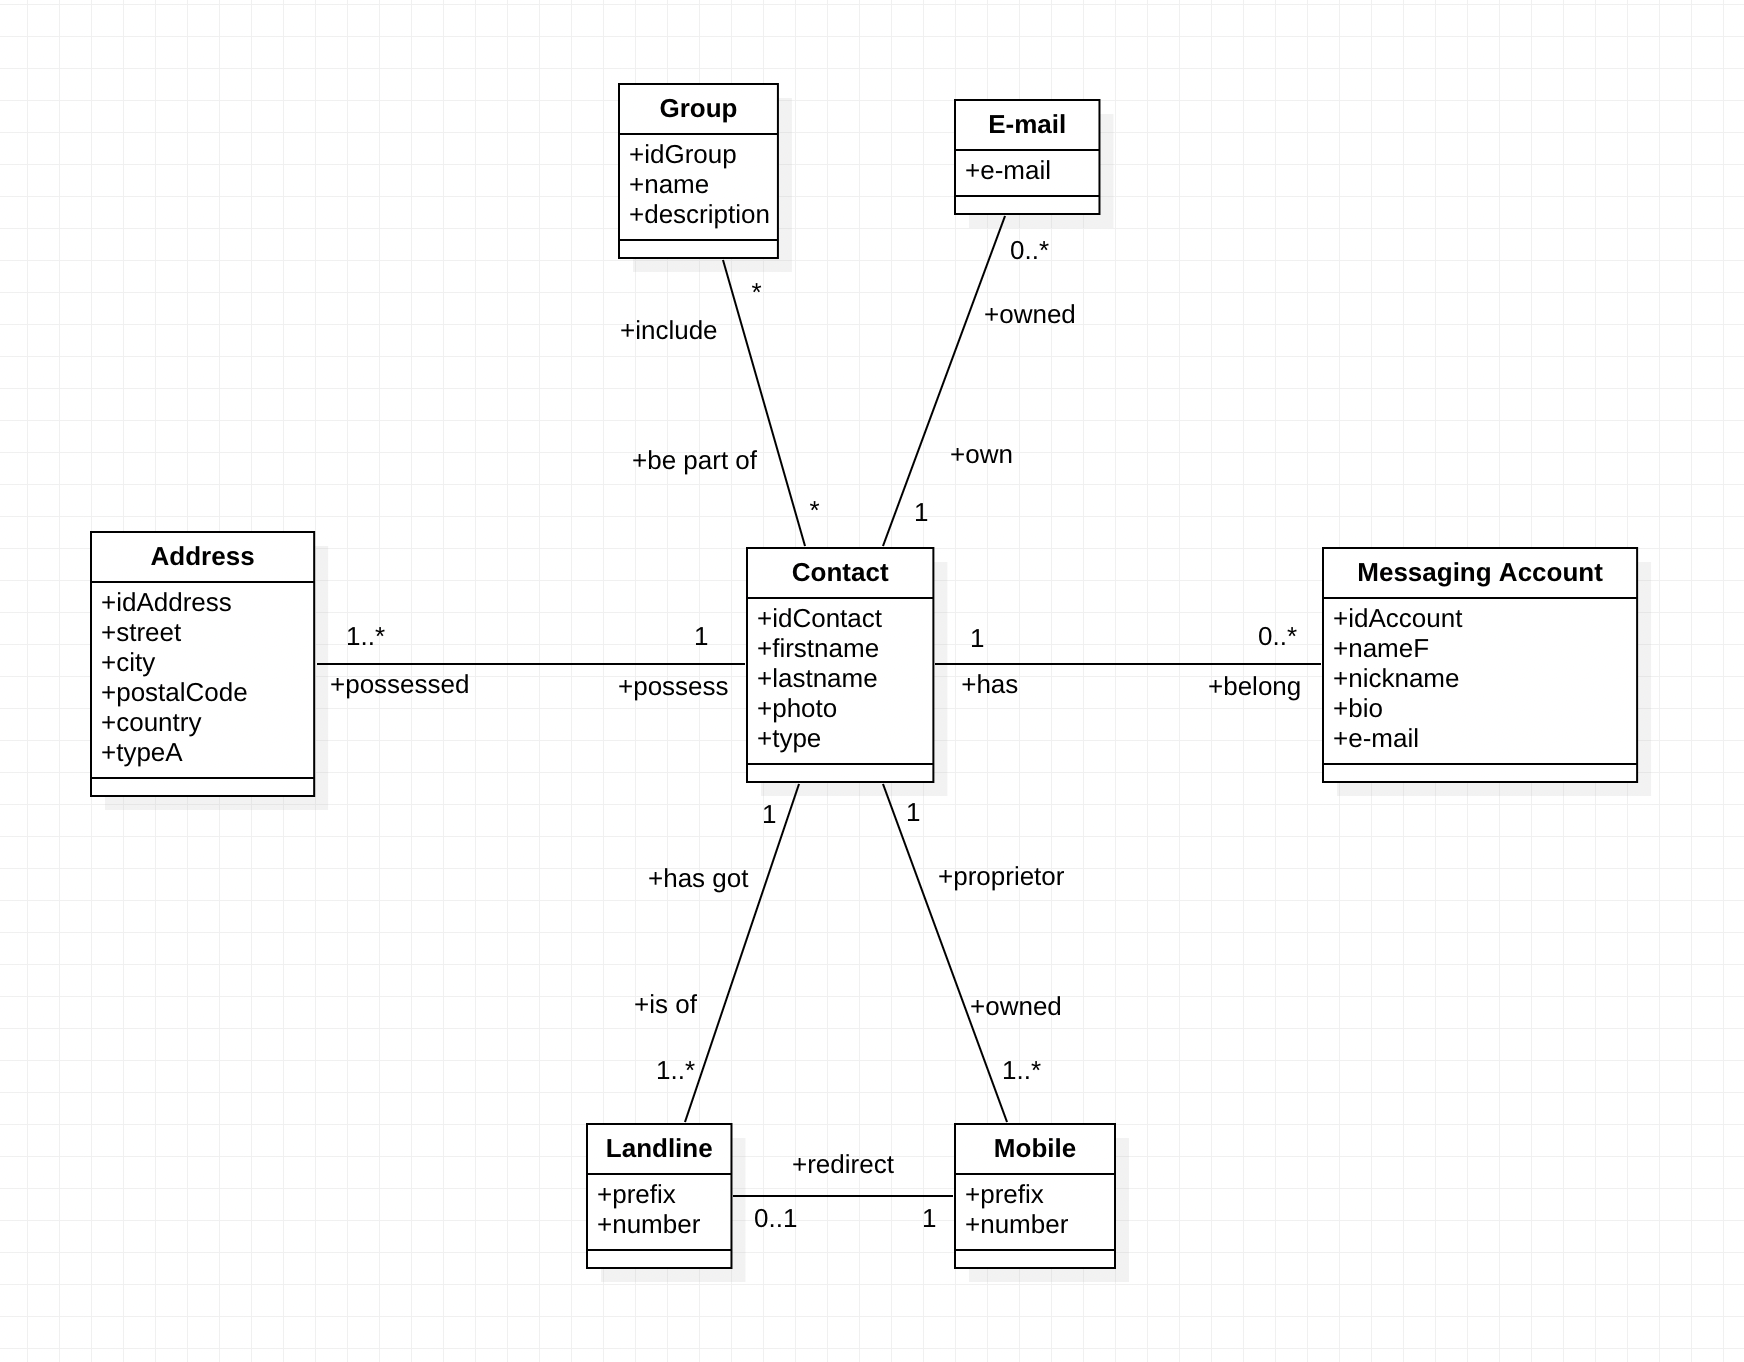 Group
+idGroup
+name
+description
E-mail
+e-mail
*
+include
+be part of
*
0..*
+owned
+own
1
Address
+idAddress
+street
+city
+postalCode
+country
+typeA
1..*
1
+possessed
+possess
Contact
+idContact
+firstname
+lastname
+photo
+type
1
0..*
+has
+belong
Messaging Account
+idAccount
+nameF
+nickname
+bio
+e-mail
1
+has got
+is of
1..*
1
+proprietor
+owned
1..*
Landline
+prefix
+number
+redirect
0..1
1
Mobile
+prefix
+number